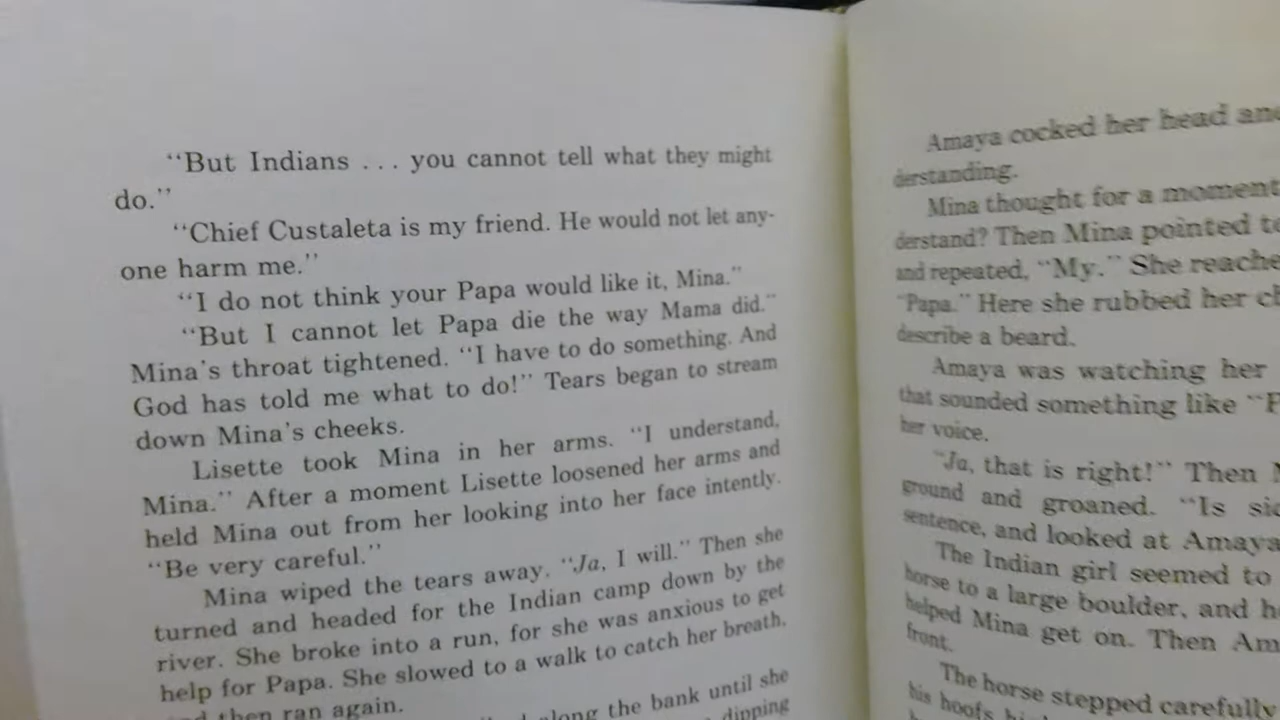 “But Indians . . . you cannot tell what they might
do.”
“Chief Custaleta is my friend. He would not let any-
one harm me.”
“I do not think your Papa would like it, Mina.”
“But I cannot let Papa die the way Mama did.”
Mina's throat tightened. “I have to do something. And
God has told me what to do!” Tears began to stream
down Mina's cheeks.
Lisette took Mina in her arms. “I understand,
Mina.” After a moment Lisette loosened her arms and
held Mina out from her looking into her face intently.
“Be very careful.”
Mina wiped the tears away. “Ja, I will.” Then she
turned and headed for the Indian camp down by the
river. She broke into a run, for she was anxious to get
help for Papa. She slowed to a walk to catch her breath,
then ran again.
along the bank until she
dipping
Amaya cocked her head and
derstanding.
Mina thought for a moment
derstand? Then Mina pointed to
and repeated, “My.” She reache
“Papa.” Here she rubbed her ch
describe a beard.
Amaya was watching her
that sounded something like
her voice.
“Ja, that is right!” Then
ground and groaned. “Is sic
sentence, and looked at Amaya
The Indian girl seemed to
horse to a large boulder, and h
helped Mina get on. Then Am
front.
The horse stepped carefully
his hoofs